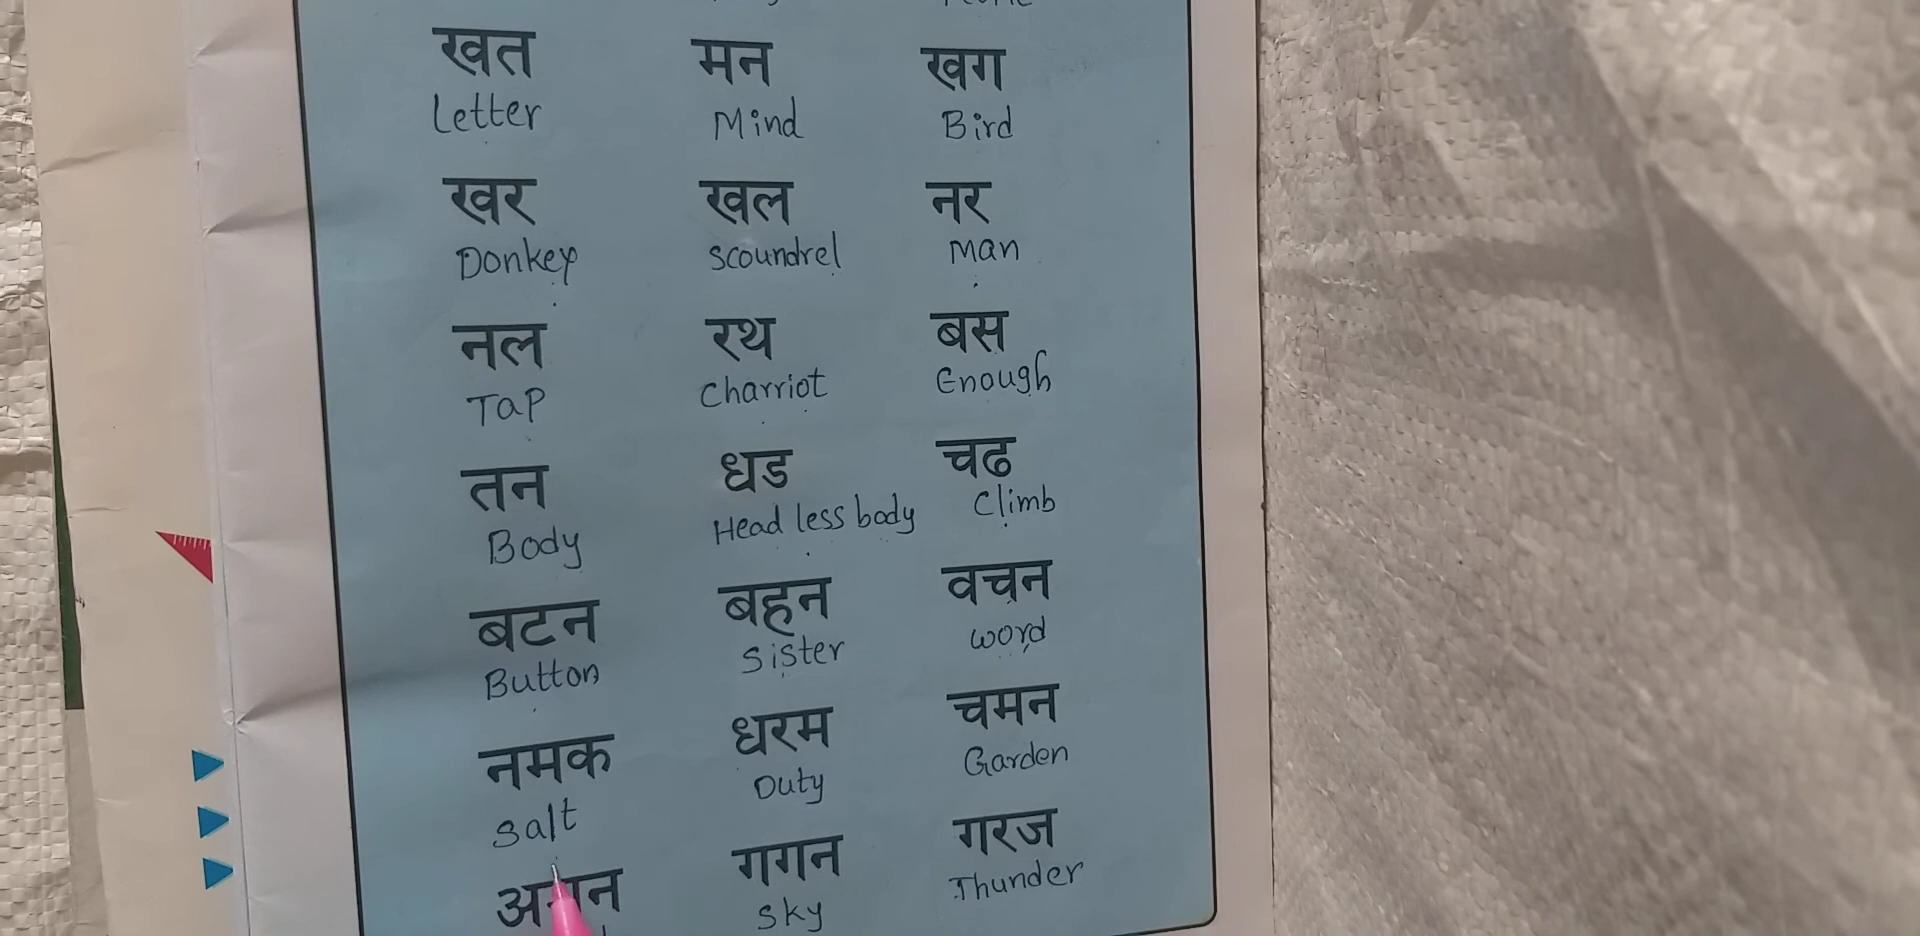 खत मन खग
Letter Mind Bird
खर खल नर
Donkey scoundrel Man
नल रथ बस
TaP Charriot Enough
तन धड चढ
Body Head less body Climb
बटन बहन वचन
Button Sister word
नमक धरम चमन
Salt Duty Garden
गगन गरज
Sky Thunder